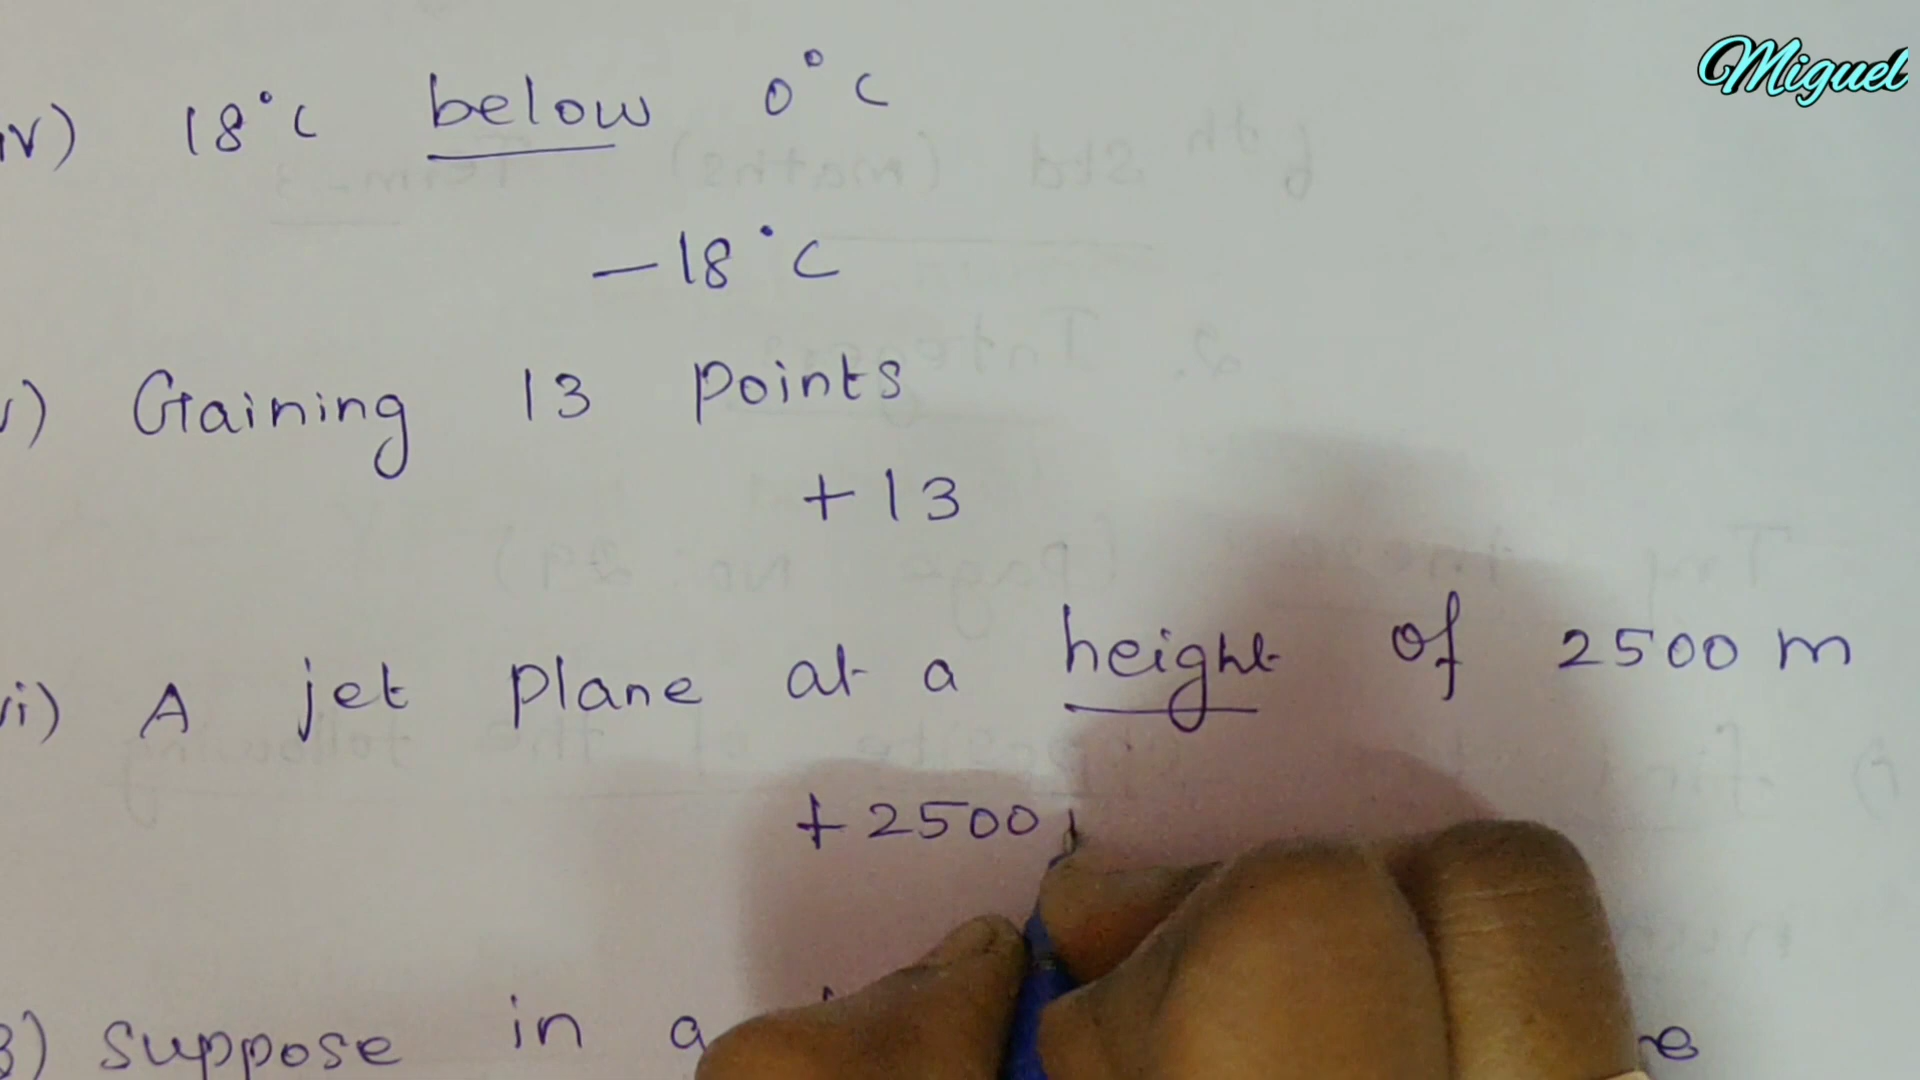 Miguel
iv) 18°C below 0°C
-18°C
v) Gaining 13 points
+13
vi) A jet plane at a height of 2500 m
+2500
3) suppose in a